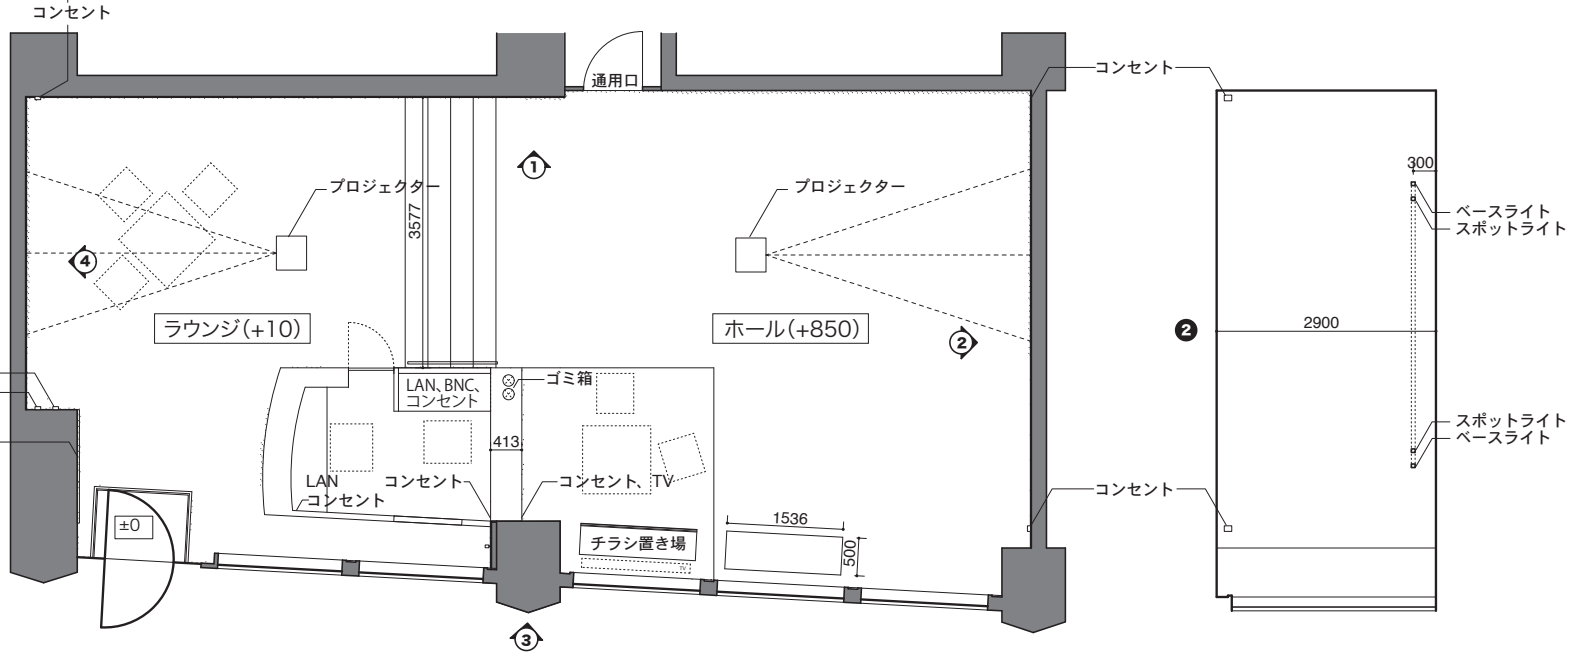 コンセント
通用口
コンセント
300
プロジェクター
3577
①
プロジェクター
ベースライト
スポットライト
④
ラウンジ(+10)
ホール(+850)
②
❷
2900
LAN、BNC、
コンセント
ゴミ箱
413
スポットライト
ベースライト
LAN
コンセント
コンセント
コンセント、TV
コンセント
±0
チラシ置き場
TV
1536
500
③